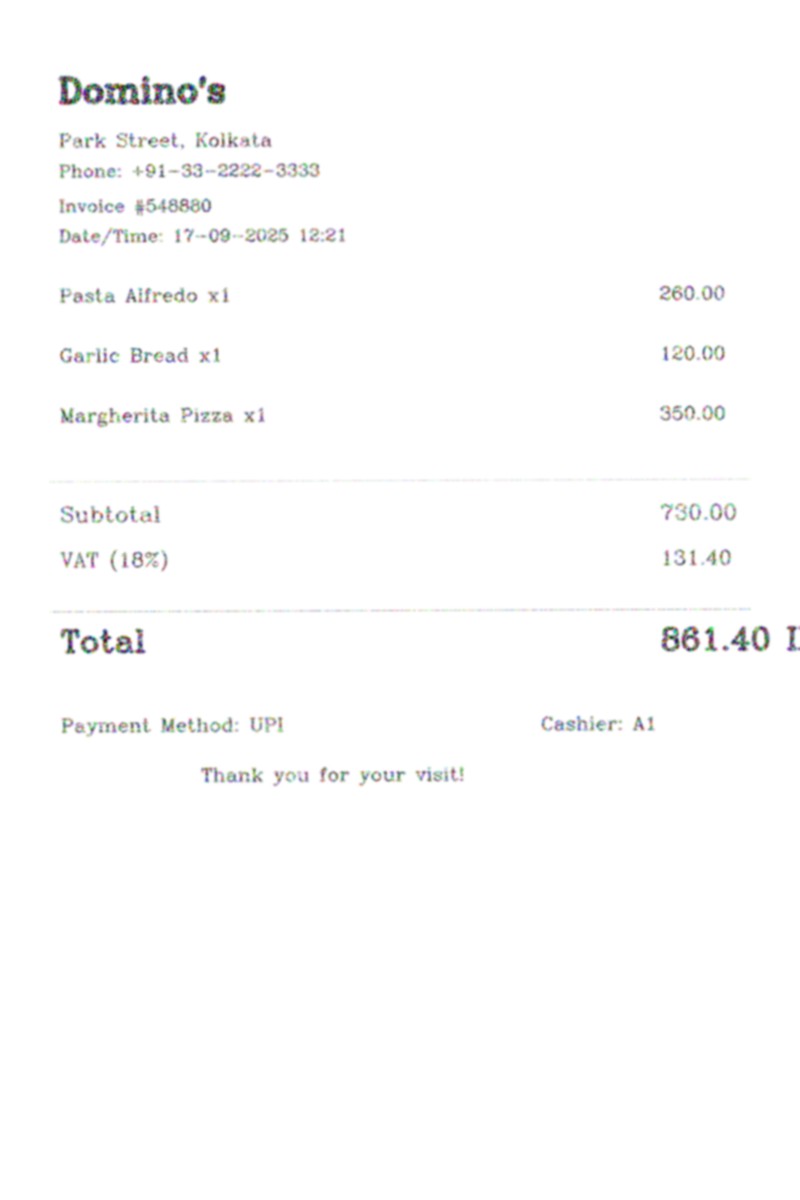 Domino's
Park Street, Kolkata
Phone: +91-33-2222-3333
Invoice #548880
Date/Time: 17-09-2025 12:21
Pasta Alfredo x1 260.00
Garlic Bread x1 120.00
Margherita Pizza x1 350.00
Subtotal 730.00
VAT (18%) 131.40
Total 861.40
Payment Method: UPI Cashier: A1
Thank you for your visit!